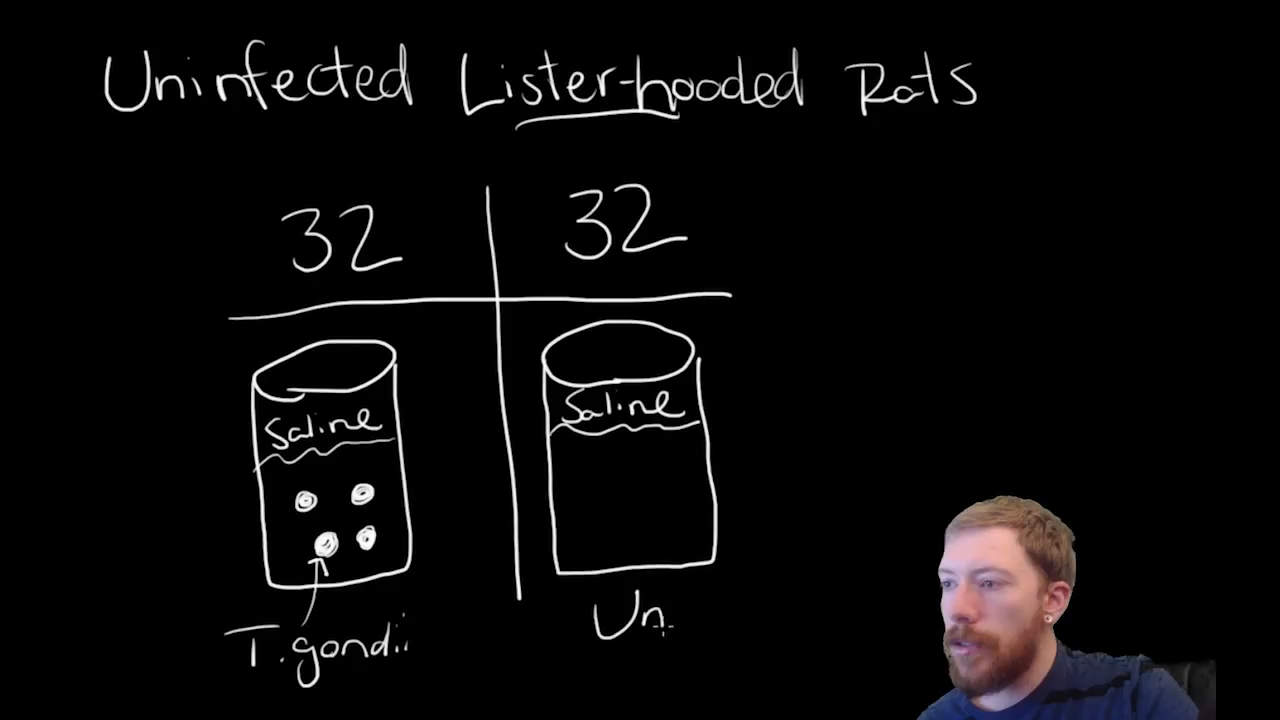 Uninfected Lister-hooded Rats
32 32
Saline Saline
T. gondii Un